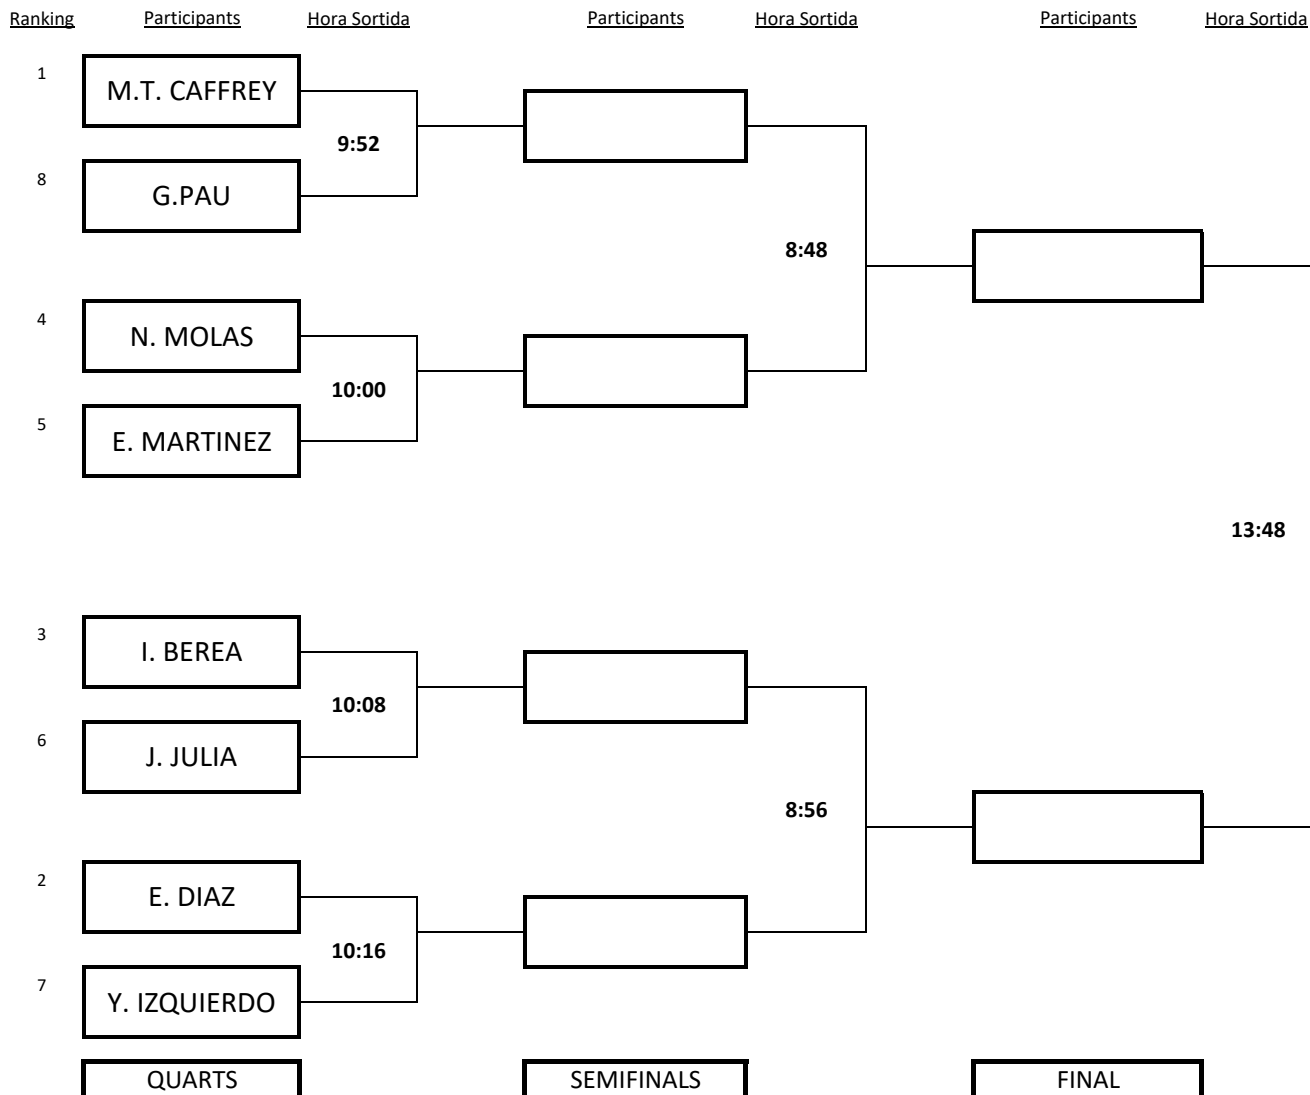 Ranking Participants Hora Sortida Participants Hora Sortida Participants Hora Sortida
1
M.T. CAFFREY
9:52
8
G.PAU
8:48
4
N. MOLAS
10:00
5
E. MARTINEZ
13:48
3
I. BEREA
10:08
6
J. JULIA
8:56
2
E. DIAZ
10:16
7
Y. IZQUIERDO
QUARTS SEMIFINALS FINAL